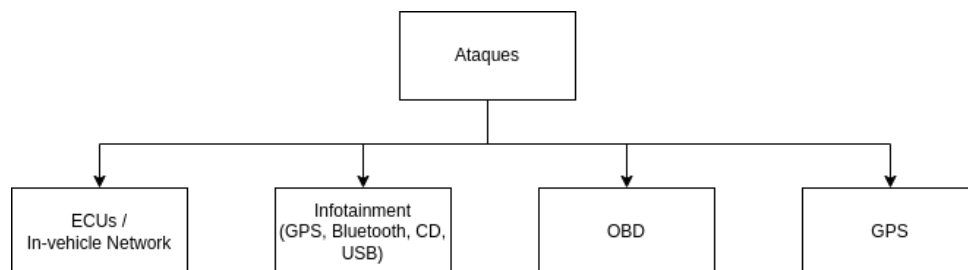 Ataques
ECUs /
In-vehicle Network
Infotainment
(GPS, Bluetooth, CD,
USB)
OBD
GPS